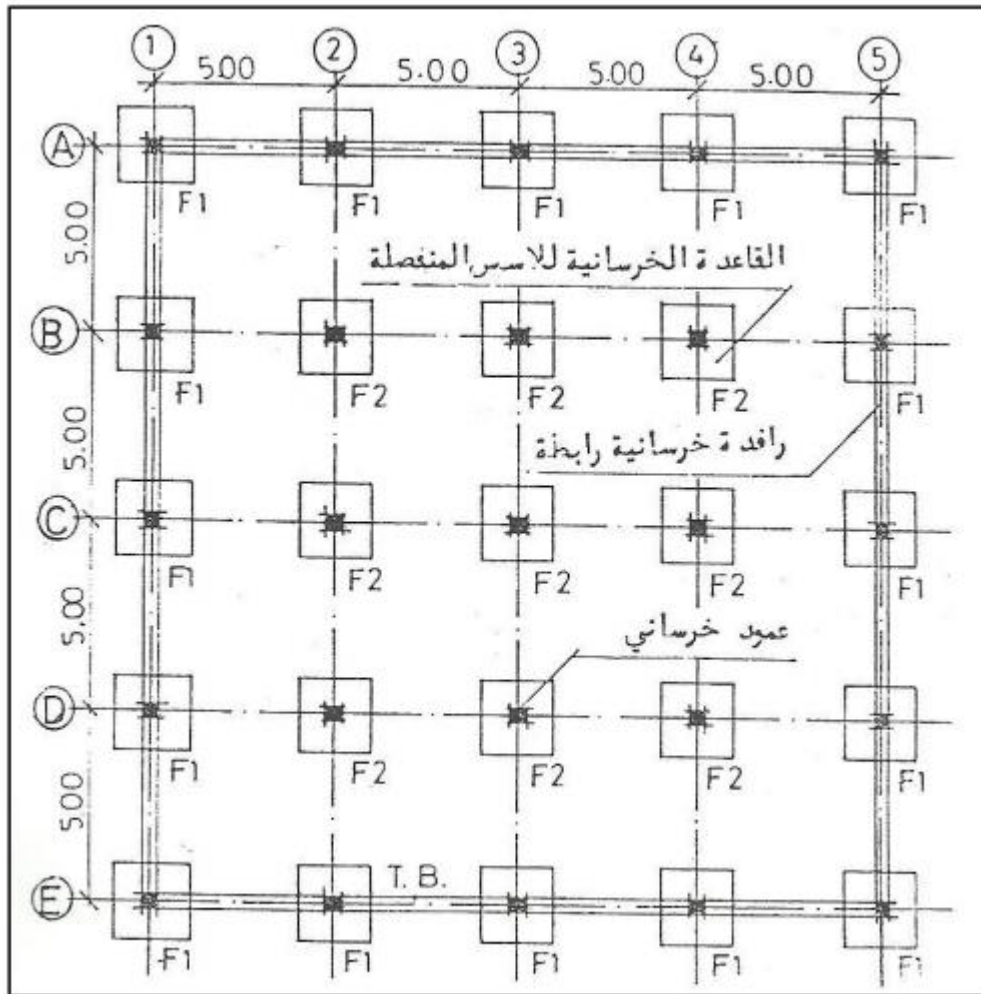 1 2 3 4 5
5.00 5.00 5.00 5.00
A
F1 F1 F1 F1 F1
5.00
القاعدة الخرسانية للاسس المنفصلة
B
F1 F2 F2 F2 F1
رافدة خرسانية رابطة
5.00
C
F1 F2 F2 F2 F1
عمود خرساني
5.00
D
F1 F2 F2 F2 F1
5.00
T. B.
E
F1 F1 F1 F1 F1